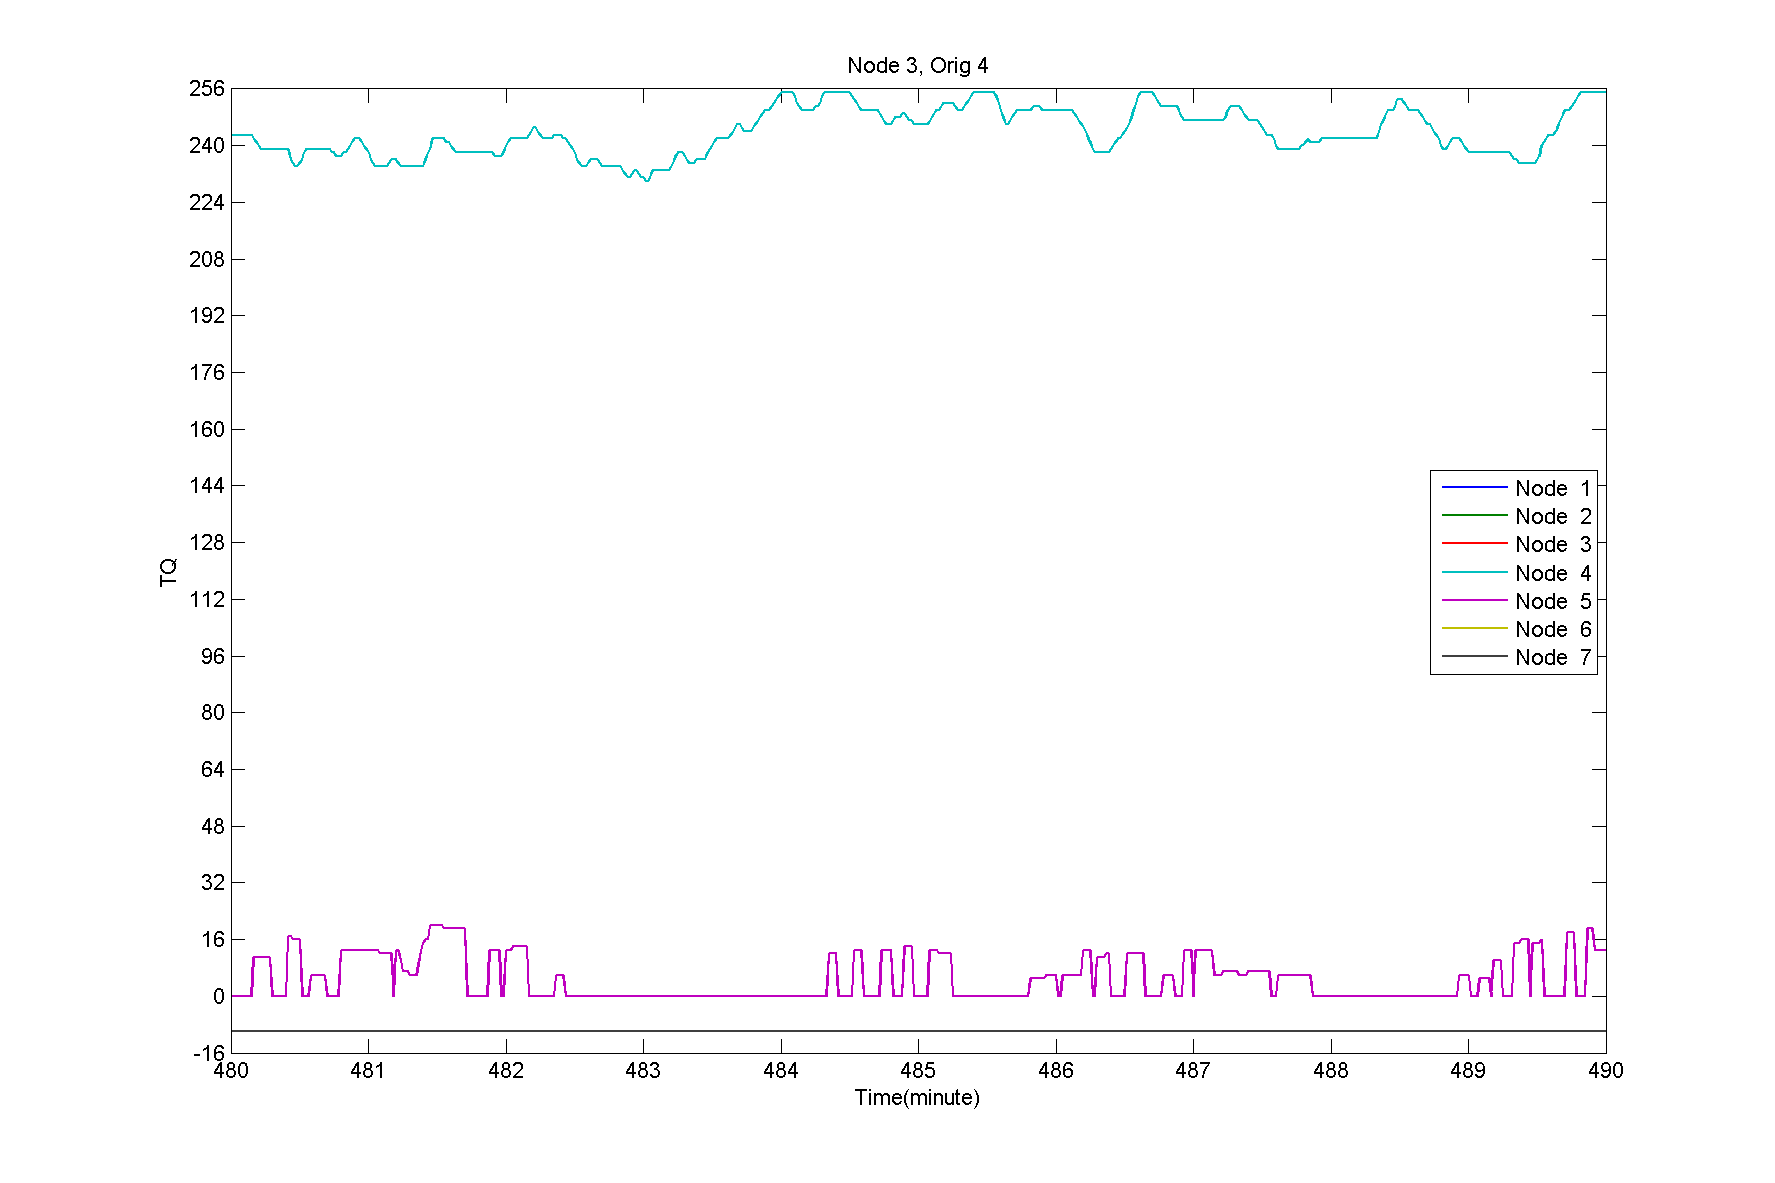 Node 3, Orig 4
256
240
224
208
192
176
160
144
128
112
96
80
64
48
32
16
0
-16
TQ
Node 1
Node 2
Node 3
Node 4
Node 5
Node 6
Node 7
480 481 482 483 484 485 486 487 488 489 490
Time(minute)